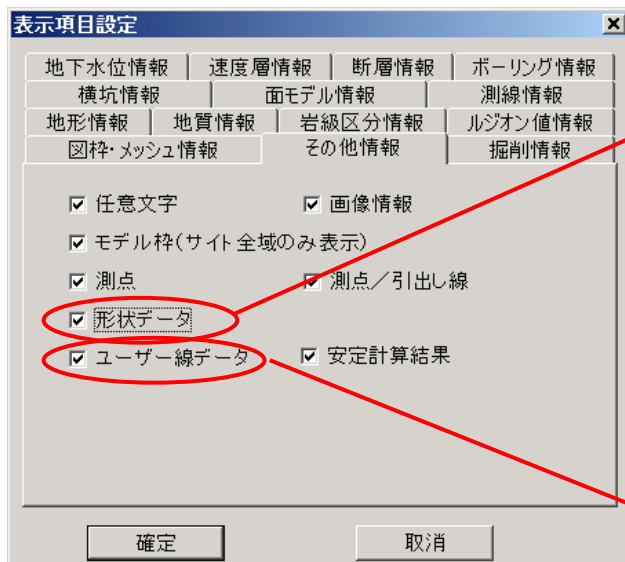 表示項目設定
地下水位情報 速度層情報 断層情報 ボーリング情報
横坑情報 面モデル情報 測線情報
地形情報 地質情報 岩級区分情報 ルジオン値情報
図枠・メッシュ情報 その他情報 掘削情報
任意文字 画像情報
モデル枠(サイト全域のみ表示)
測点 測点／引出し線
形状データ
ユーザー線データ 安定計算結果
確定 取消